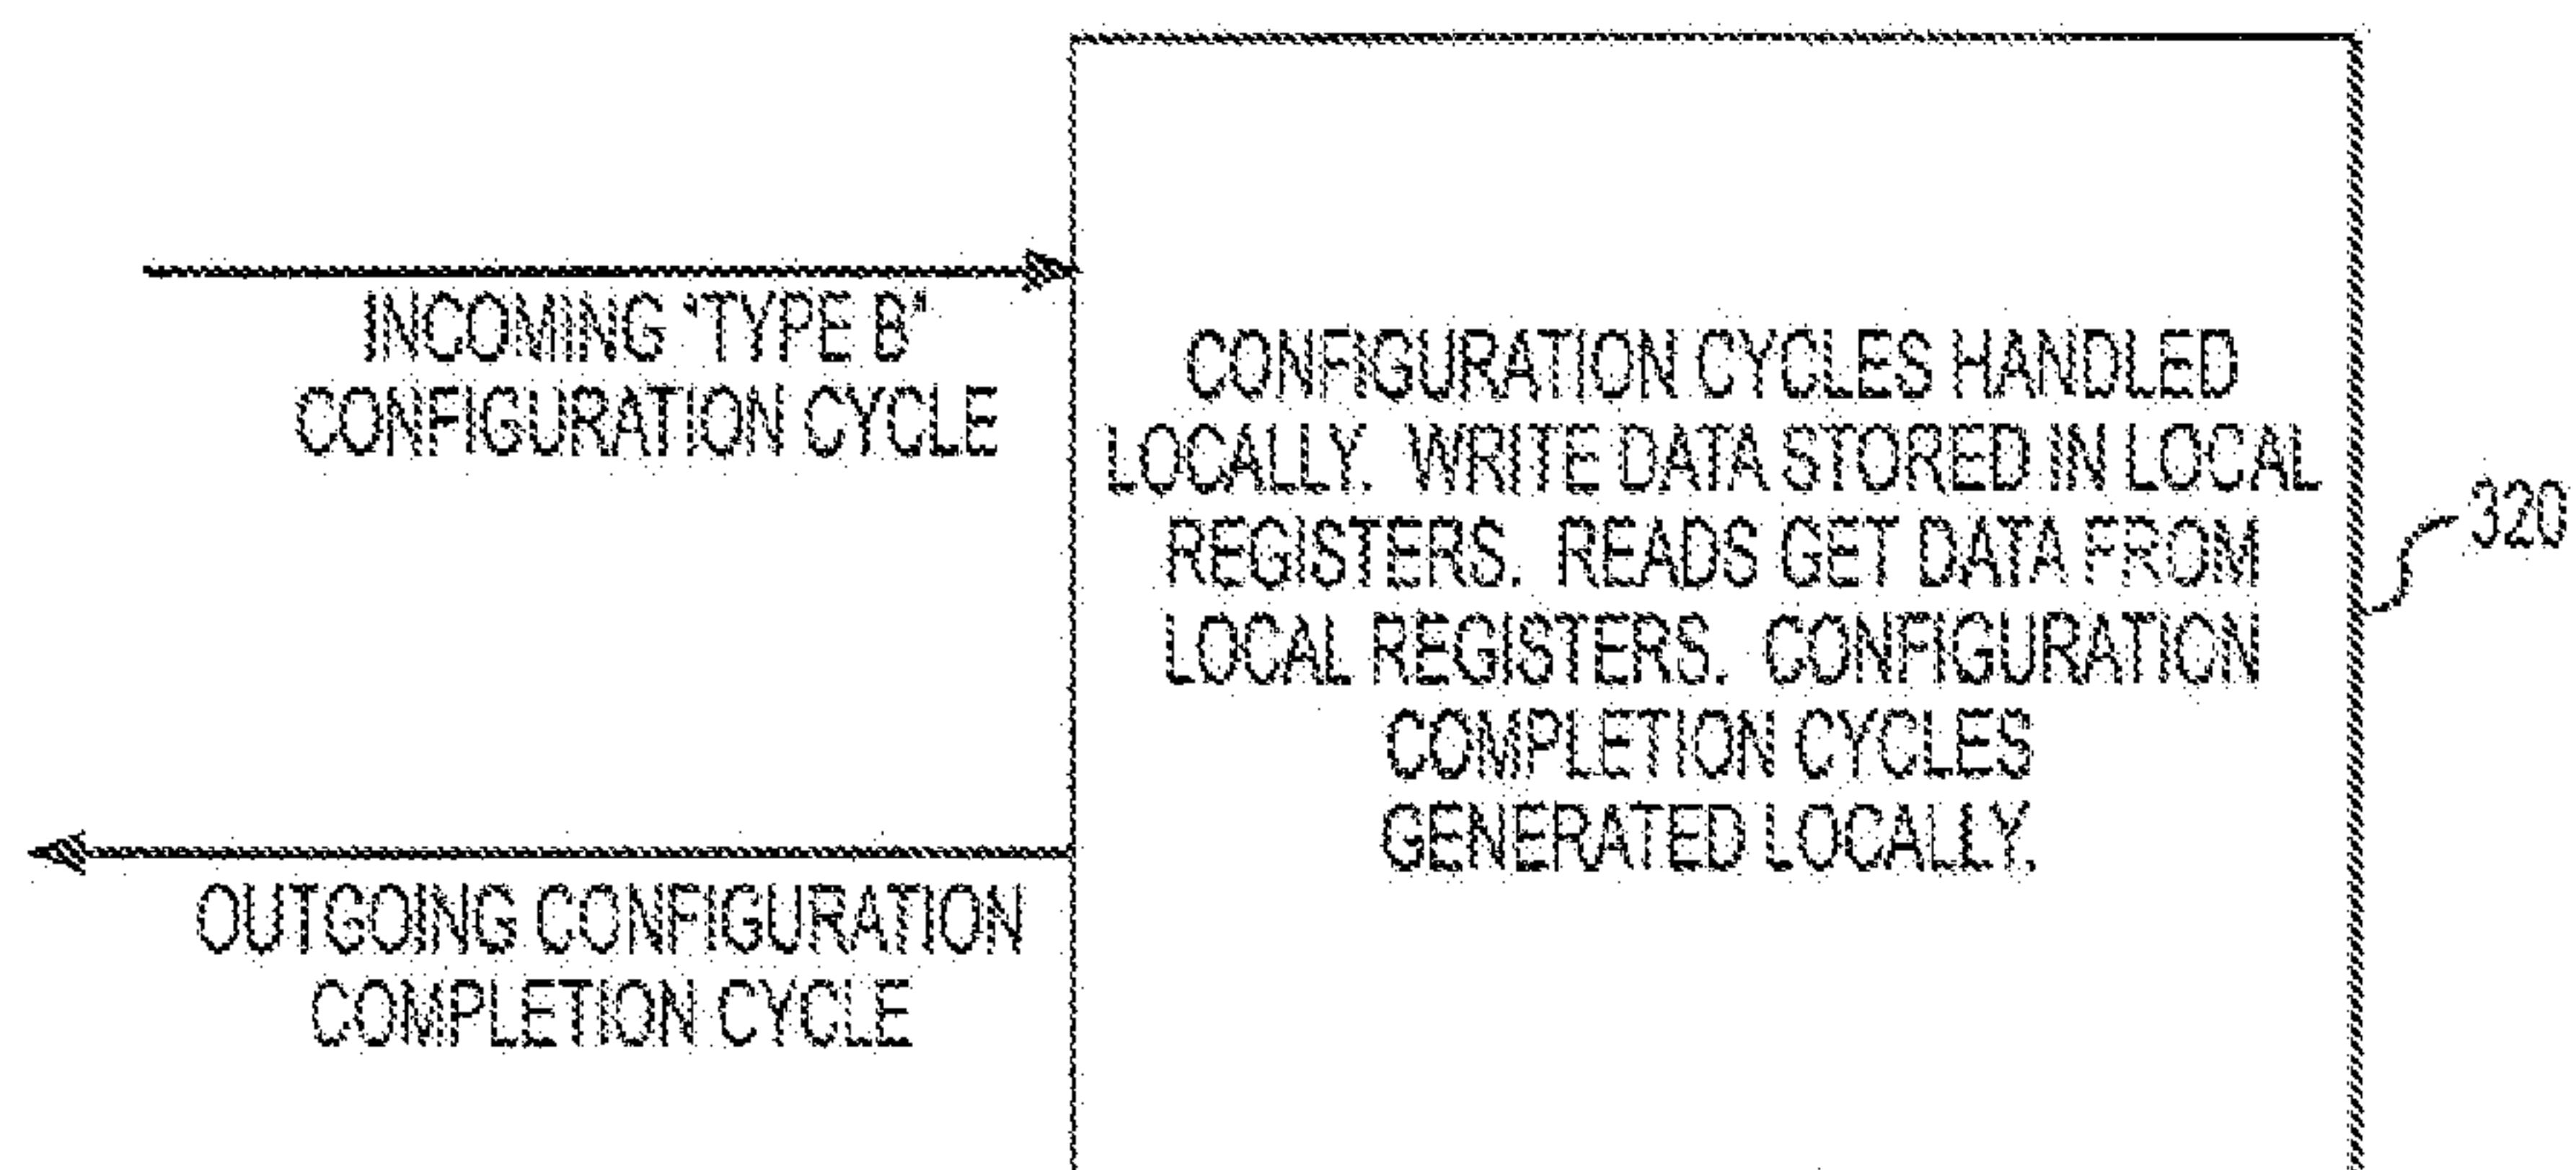 INCOMING "TYPE B"
CONFIGURATION CYCLE
CONFIGURATION CYCLES HANDLED
LOCALLY. WRITE DATA STORED IN LOCAL
REGISTERS. READS GET DATA FROM
LOCAL REGISTERS. CONFIGURATION
COMPLETION CYCLES
GENERATED LOCALLY.
320
OUTGOING CONFIGURATION
COMPLETION CYCLE